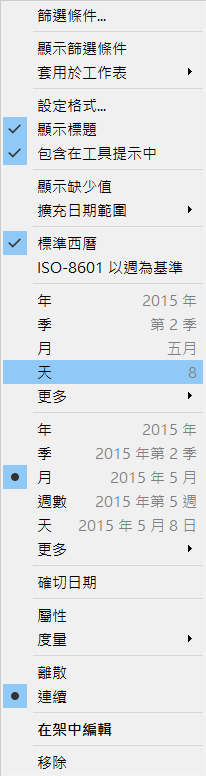 篩選條件...
顯示篩選條件
套用於工作表
設定格式...
顯示標題
包含在工具提示中
顯示缺少值
擴充日期範圍
標準西曆
ISO-8601 以週為基準
年 2015 年
季 第 2 季
月 五月
天 8
更多
年 2015 年
季 2015 年第 2 季
月 2015 年 5 月
週數 2015 年第 5 週
天 2015 年 5 月 8 日
更多
確切日期
屬性
度量
離散
連續
在架中編輯
移除